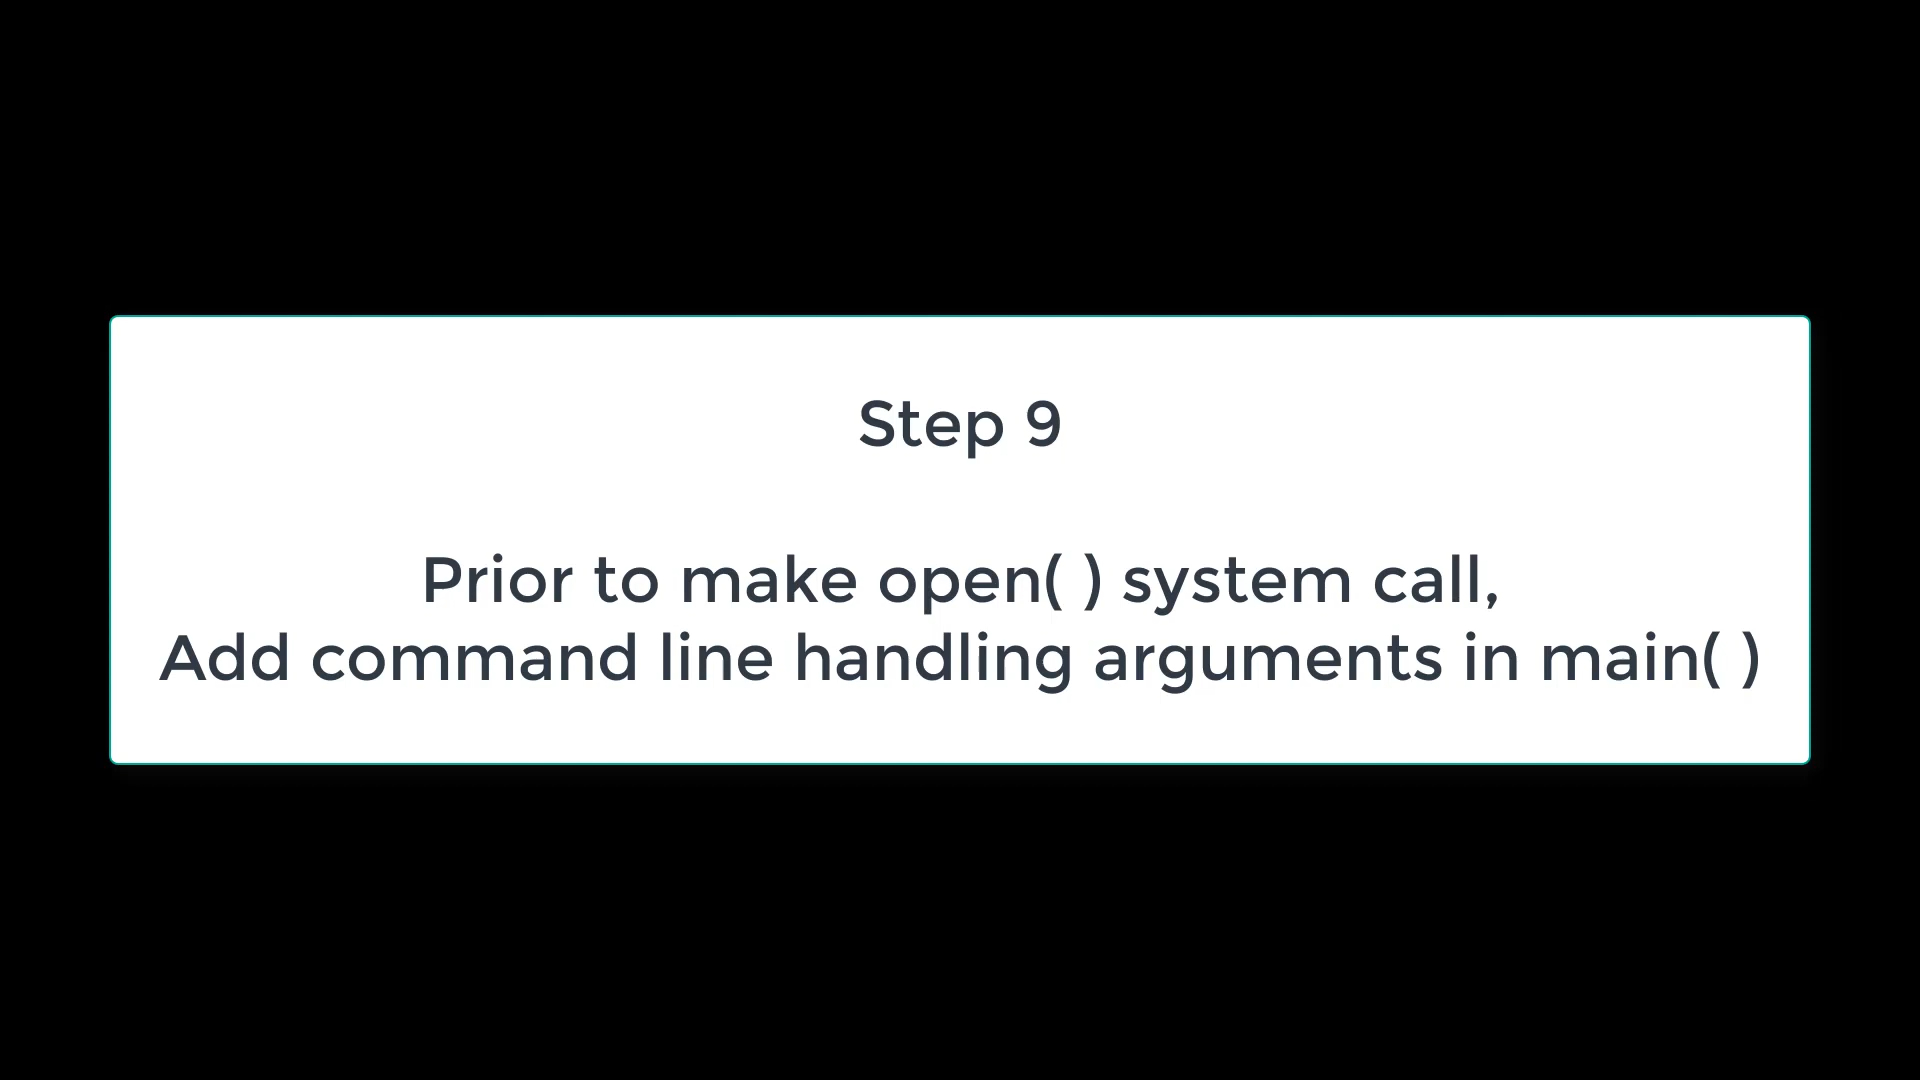 Step 9
Prior to make open( ) system call,
Add command line handling arguments in main( )